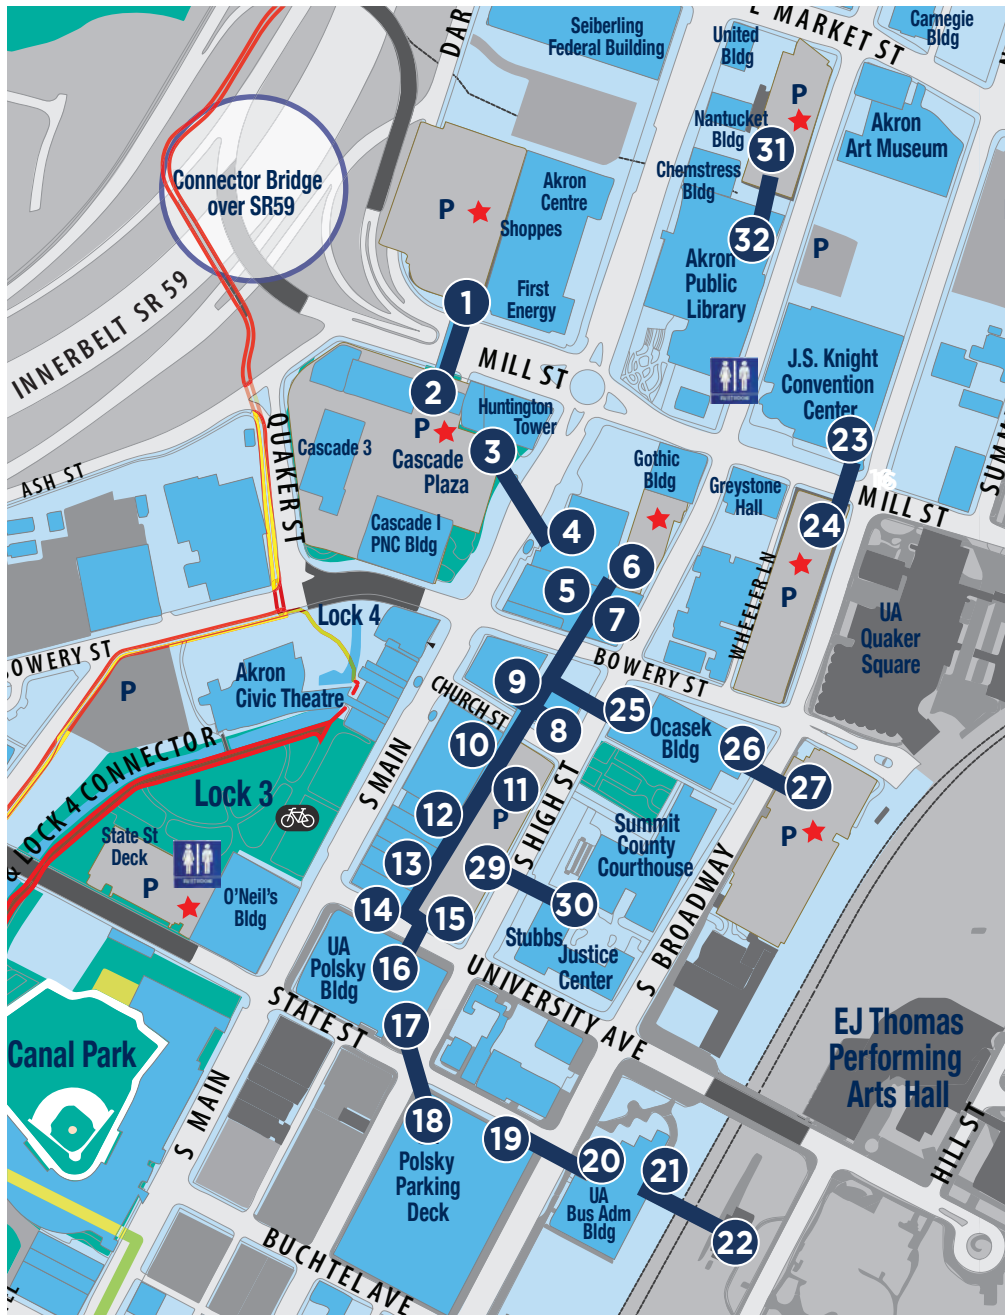 E MARKET ST
Carnegie
Bldg
DAR
Seiberling
Federal Building
United
Bldg
P
Nantucket
Bldg
31
Akron
Art Museum
Connector Bridge
over SR59
Chemstress
Bldg
Akron
Centre
P
Shoppes
32
P
Akron
Public
Library
First
Energy
1
INNERBELT SR 59
MILL ST
J.S. Knight
Convention
Center
2
Huntington
Tower
P
3
Cascade
Plaza
Cascade 3
QUAKER ST
23
SUMM
ASH ST
Gothic
Bldg
Greystone
Hall
16
MILL ST
Cascade I
PNC Bldg
4
24
5
6
7
WHEELER LN
P
UA
Quaker
Square
Lock 4
BOWERY ST
OWERY ST
Akron
Civic Theatre
P
CHURCH ST
9
8
25
Ocasek
Bldg
26
10
27
& LOCK 4 CONNECTOR
S MAIN
Lock 3
11
P
S HIGH ST
12
Summit
County
Courthouse
P
State St
Deck
P
RESTROOM
O'Neil's
Bldg
13
29
30
S BROADWAY
14
15
Stubbs
Justice
Center
UA
Polsky
Bldg
16
UNIVERSITY AVE
STATE ST
17
EJ Thomas
Performing
Arts Hall
Canal Park
S MAIN
18
19
20
21
HILL ST
Polsky
Parking
Deck
UA
Bus Adm
Bldg
22
BUCHTEL AVE